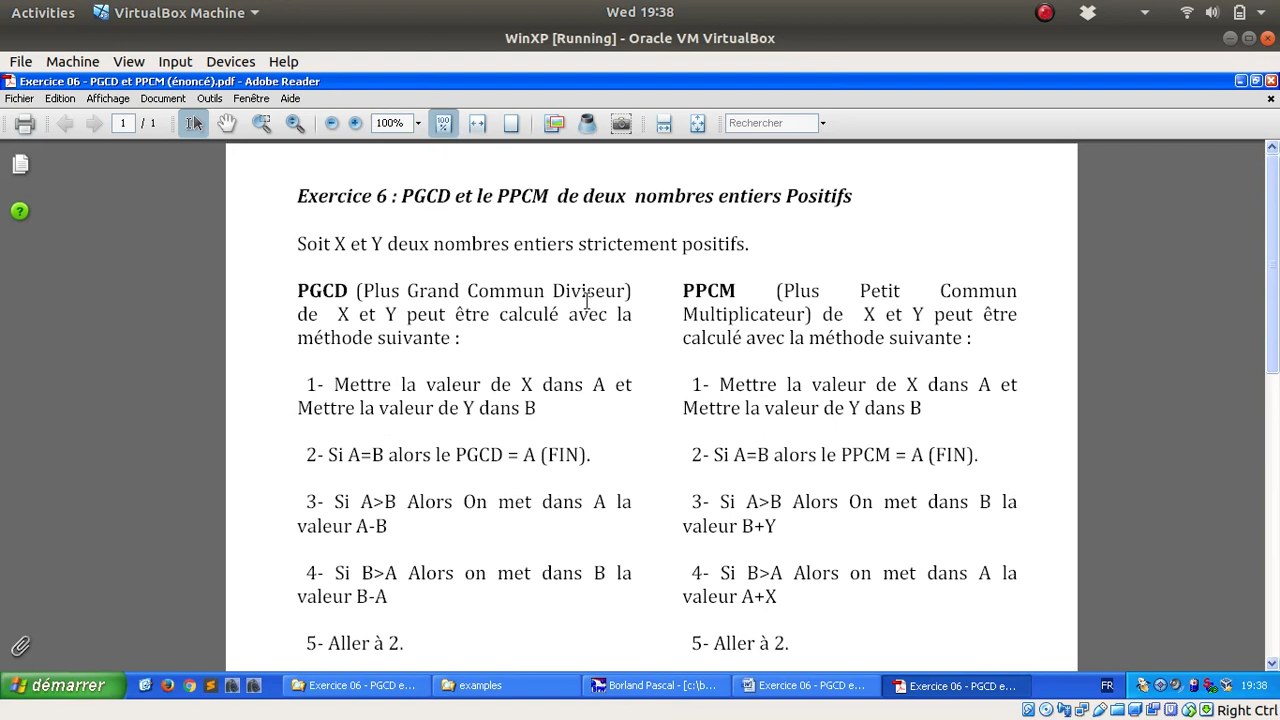 Activities VirtualBox Machine Wed 19:38
WinXP [Running] - Oracle VM VirtualBox
File Machine View Input Devices Help
Exercice 06 - PGCD et PPCM (énoncé).pdf - Adobe Reader
Fichier Edition Affichage Document Outils Fenêtre Aide
1 / 1 100% Rechercher
Exercice 6 : PGCD et le PPCM de deux nombres entiers Positifs
Soit X et Y deux nombres entiers strictement positifs.
PGCD (Plus Grand Commun Diviseur)
de X et Y peut être calculé avec la
méthode suivante :
1- Mettre la valeur de X dans A et
Mettre la valeur de Y dans B
2- Si A=B alors le PGCD = A (FIN).
3- Si A>B Alors On met dans A la
valeur A-B
4- Si B>A Alors on met dans B la
valeur B-A
5- Aller à 2.
PPCM (Plus Petit Commun
Multiplicateur) de X et Y peut être
calculé avec la méthode suivante :
1- Mettre la valeur de X dans A et
Mettre la valeur de Y dans B
2- Si A=B alors le PPCM = A (FIN).
3- Si A>B Alors On met dans B la
valeur B+Y
4- Si B>A Alors on met dans A la
valeur A+X
5- Aller à 2.
démarrer Exercice 06 - PGCD e... examples Borland Pascal - [c:\b... Exercice 06 - PGCD e... Exercice 06 - PGCD e... FR 19:38
Right Ctrl